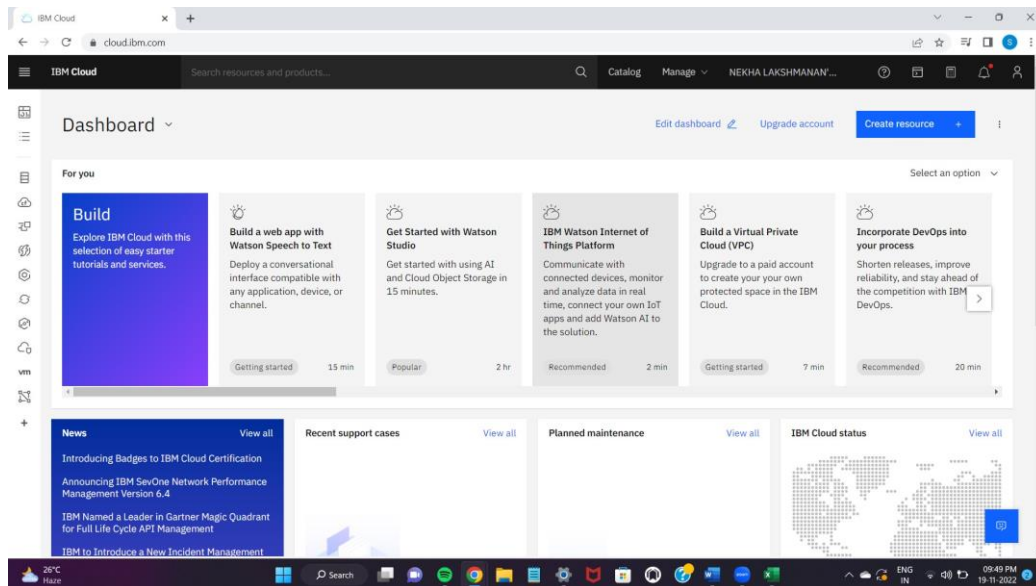 IBM Cloud
cloud.ibm.com
S
IBM Cloud
Search resources and products...
Catalog
Manage
NEKHA LAKSHMANAN'...
Dashboard
Edit dashboard
Upgrade account
Create resource +
For you
Select an option
Build
Explore IBM Cloud with this
selection of easy starter
tutorials and services.
Build a web app with
Watson Speech to Text
Deploy a conversational
interface compatible with
any application, device, or
channel.
Getting started 15 min
Get Started with Watson
Studio
Get started with using AI
and Cloud Object Storage in
15 minutes.
Popular 2 hr
IBM Watson Internet of
Things Platform
Communicate with
connected devices, monitor
and analyze data in real
time, connect your own IoT
apps and add Watson AI to
the solution.
Recommended 2 min
Build a Virtual Private
Cloud (VPC)
Upgrade to a paid account
to create your your own
protected space in the IBM
Cloud.
Getting started 7 min
Incorporate DevOps into
your process
Shorten releases, improve
reliability, and stay ahead of
the competition with IBM
DevOps.
Recommended 20 min
vm
News View all
Introducing Badges to IBM Cloud Certification
Announcing IBM SevOne Network Performance
Management Version 6.4
IBM Named a Leader in Gartner Magic Quadrant
for Full Life Cycle API Management
IBM to Introduce a New Incident Management
Recent support cases View all
Planned maintenance View all
IBM Cloud status View all
26°C
Haze
Search
ENG
IN
09:49 PM
19-11-2022